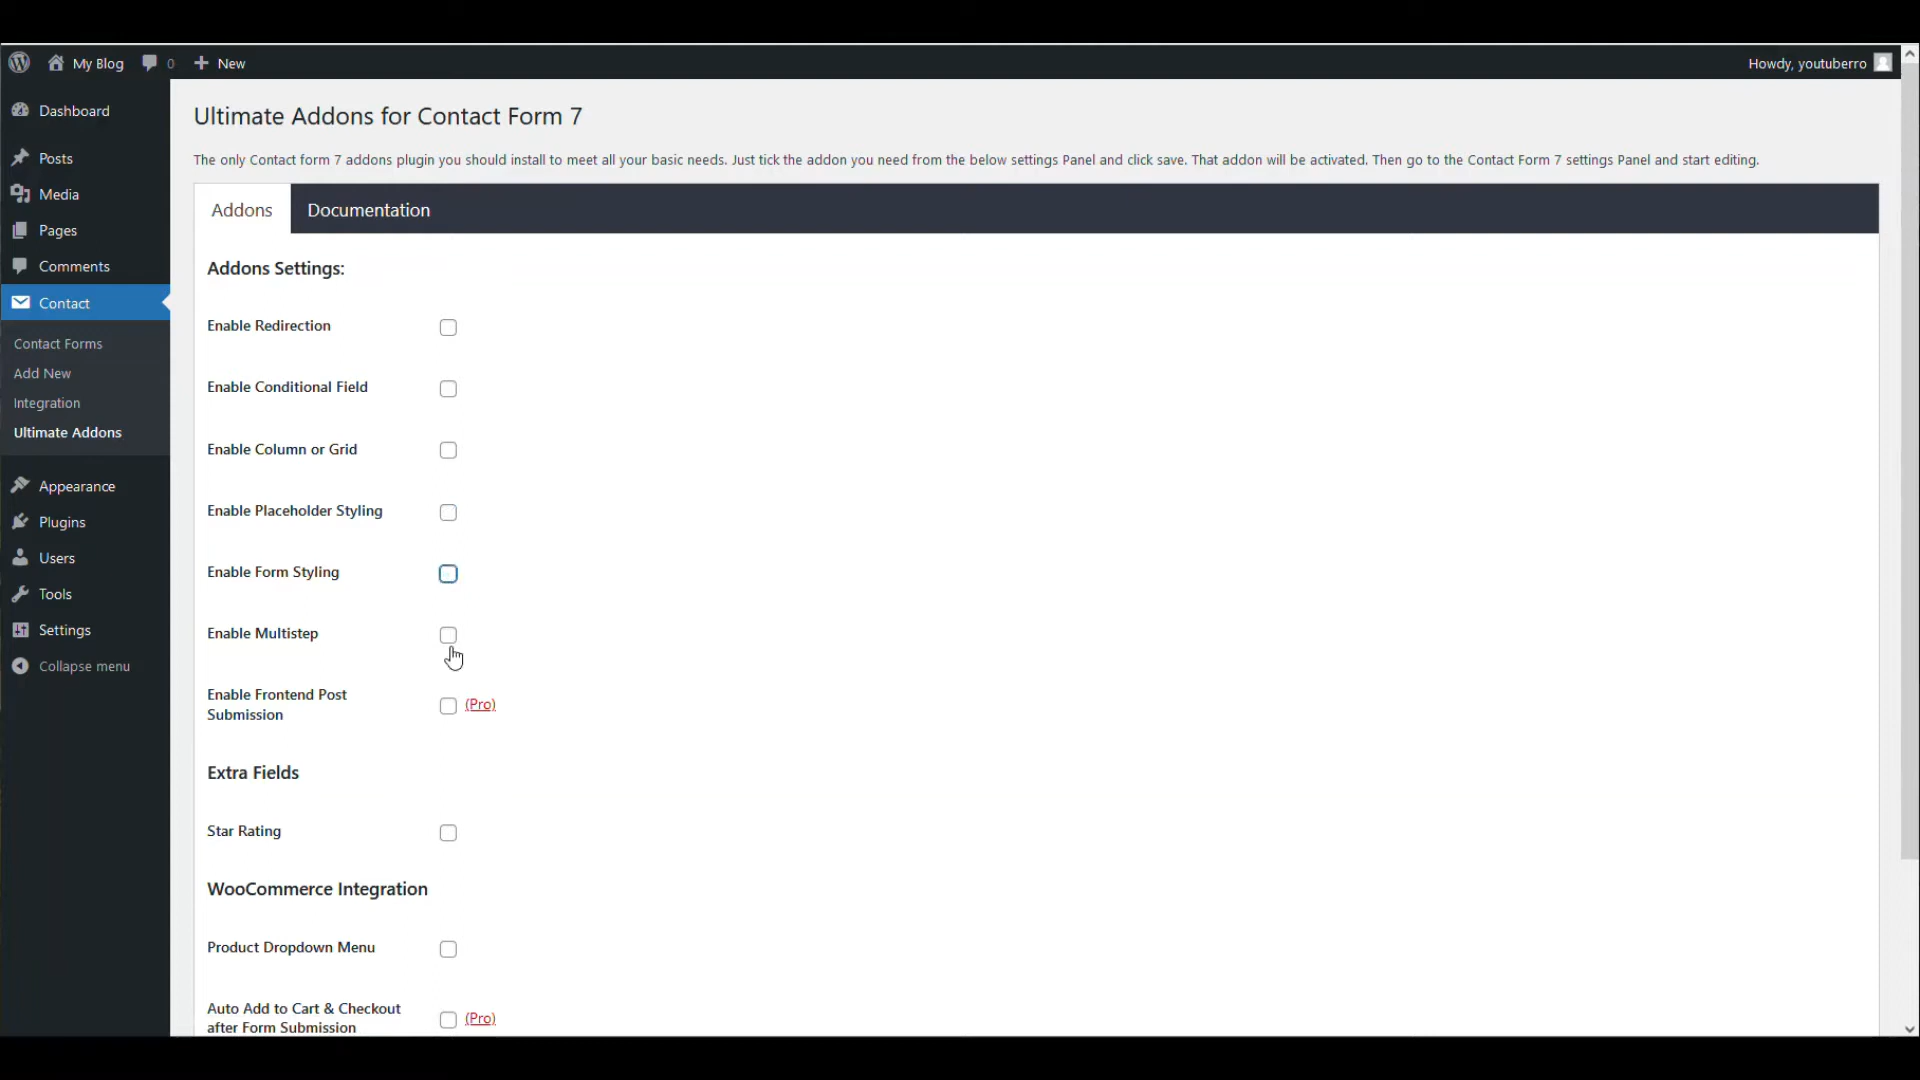 My Blog 0 New Howdy, youtuberro
Dashboard
Posts
Media
Pages
Comments
Contact
Contact Forms
Add New
Integration
Ultimate Addons
Appearance
Plugins
Users
Tools
Settings
Collapse menu
Ultimate Addons for Contact Form 7
The only Contact form 7 addons plugin you should install to meet all your basic needs. Just tick the addon you need from the below settings Panel and click save. That addon will be activated. Then go to the Contact Form 7 settings Panel and start editing.
Addons Documentation
Addons Settings:
Enable Redirection
Enable Conditional Field
Enable Column or Grid
Enable Placeholder Styling
Enable Form Styling
Enable Multistep
Enable Frontend Post
Submission
(Pro)
Extra Fields
Star Rating
WooCommerce Integration
Product Dropdown Menu
Auto Add to Cart & Checkout
after Form Submission
(Pro)